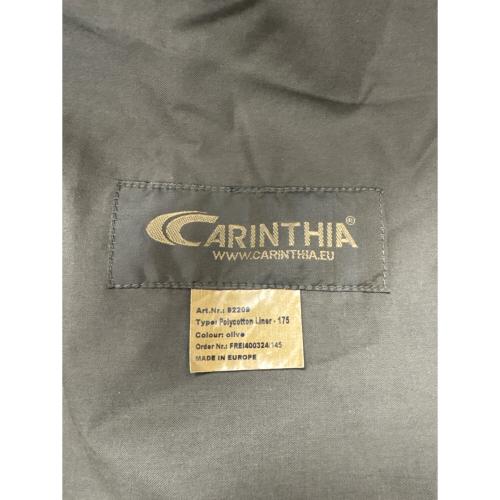 CARINTHIA®
WWW.CARINTHIA.EU
Art.Nr.: 92209
Type: Polycotton Liner - 175
Colour: olive
Order Nr.: FREI400324/145
MADE IN EUROPE